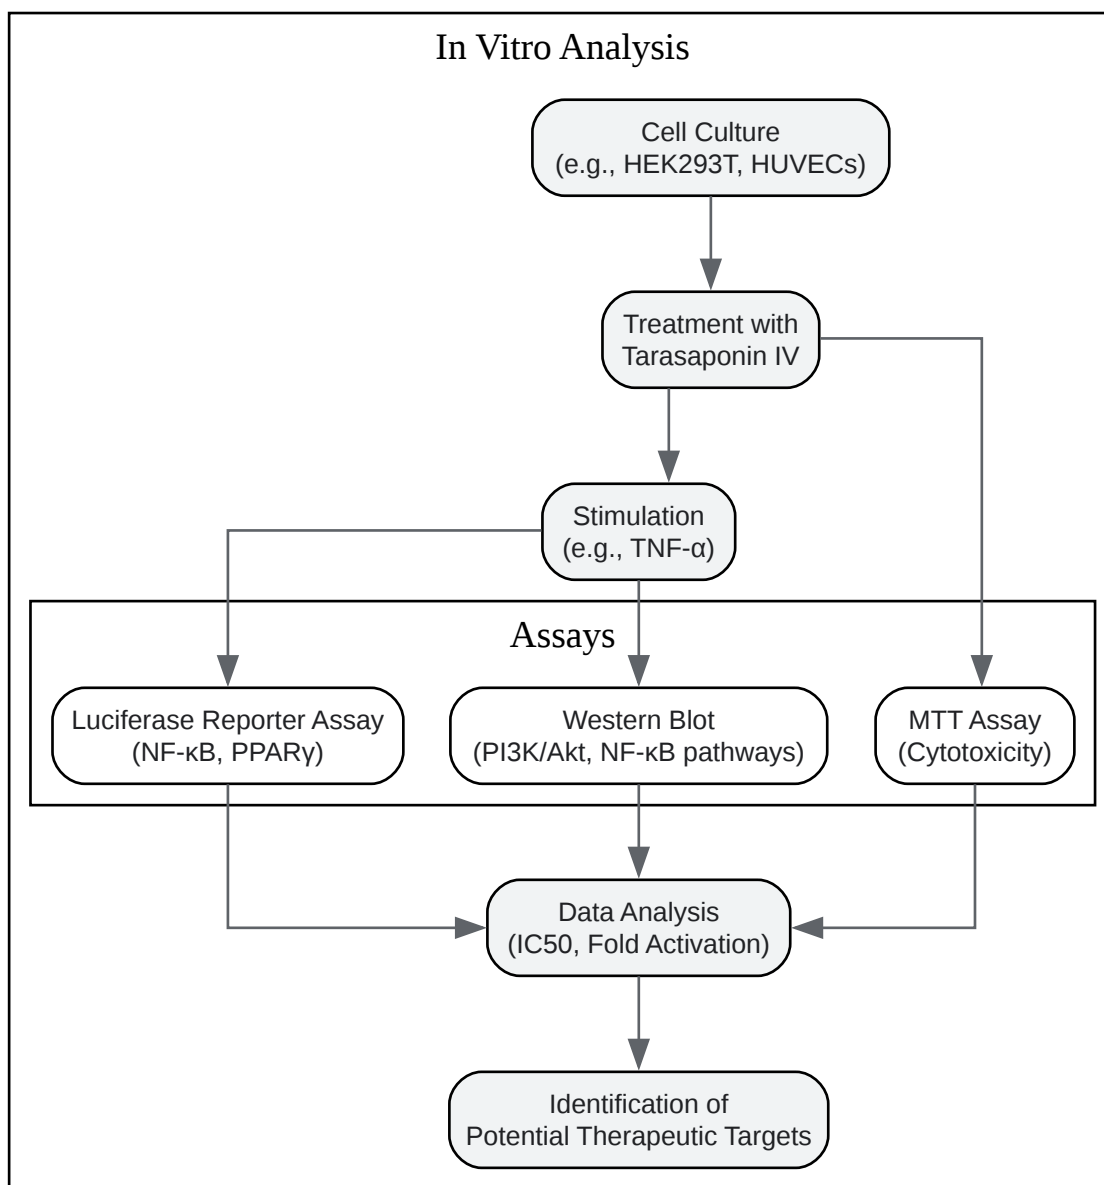 In Vitro Analysis
Cell Culture
(e.g., HEK293T, HUVECs)
Treatment with
Tarasaponin IV
Stimulation
(e.g., TNF-α)
Assays
Luciferase Reporter Assay
(NF-κB, PPARγ)
Western Blot
(PI3K/Akt, NF-κB pathways)
MTT Assay
(Cytotoxicity)
Data Analysis
(IC50, Fold Activation)
Identification of
Potential Therapeutic Targets